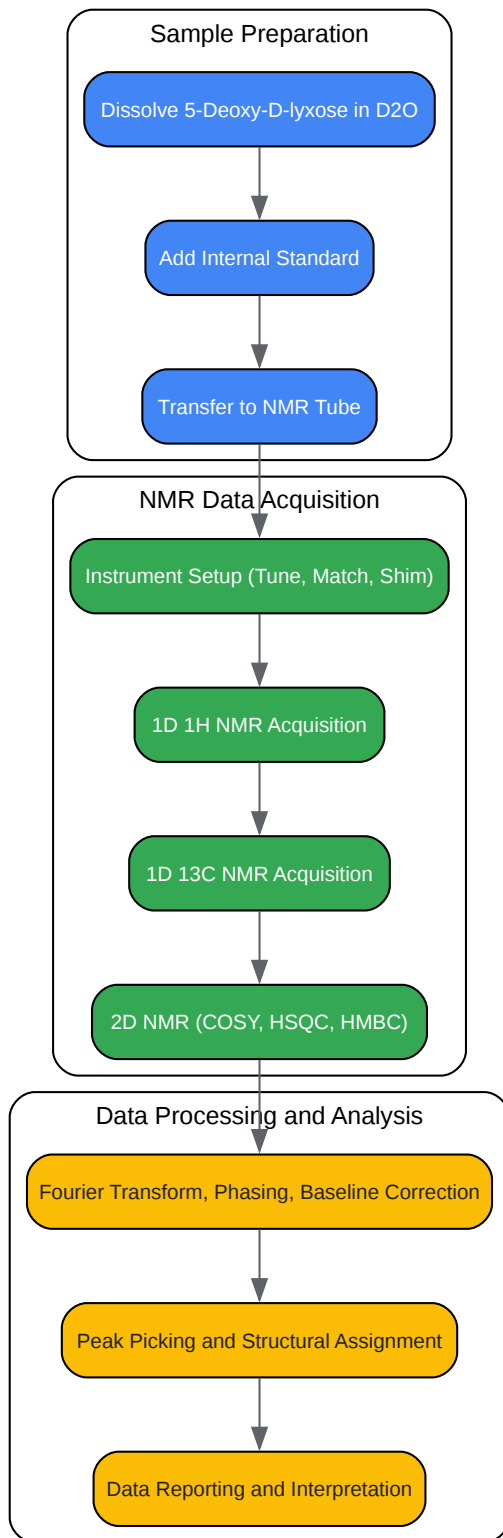 Sample Preparation
Dissolve 5-Deoxy-D-lyxose in D2O
Add Internal Standard
Transfer to NMR Tube
NMR Data Acquisition
Instrument Setup (Tune, Match, Shim)
1D 1H NMR Acquisition
1D 13C NMR Acquisition
2D NMR (COSY, HSQC, HMBC)
Data Processing and Analysis
Fourier Transform, Phasing, Baseline Correction
Peak Picking and Structural Assignment
Data Reporting and Interpretation